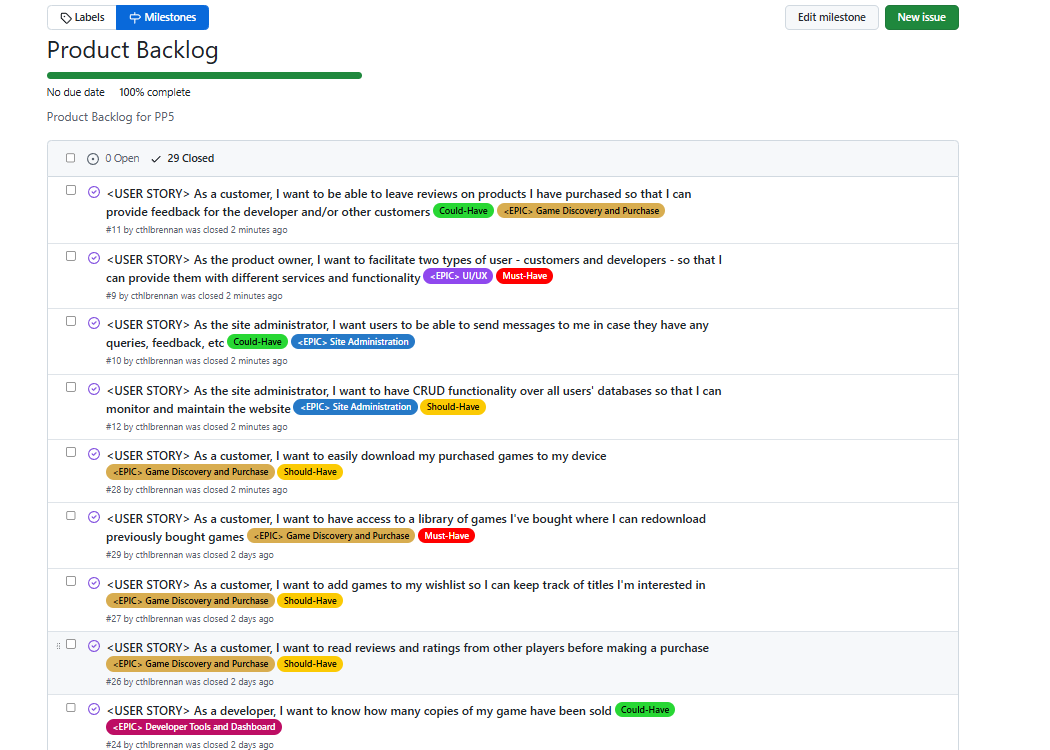 Labels Milestones Edit milestone New issue
Product Backlog
No due date 100% complete
Product Backlog for PP5
0 Open 29 Closed
<USER STORY> As a customer, I want to be able to leave reviews on products I have purchased so that I can
provide feedback for the developer and/or other customers Could-Have <EPIC> Game Discovery and Purchase
#11 by cthlbrennan was closed 2 minutes ago
<USER STORY> As the product owner, I want to facilitate two types of user - customers and developers - so that I
can provide them with different services and functionality <EPIC> UI/UX Must-Have
#9 by cthlbrennan was closed 2 minutes ago
<USER STORY> As the site administrator, I want users to be able to send messages to me in case they have any
queries, feedback, etc Could-Have <EPIC> Site Administration
#10 by cthlbrennan was closed 2 minutes ago
<USER STORY> As the site administrator, I want to have CRUD functionality over all users' databases so that I can
monitor and maintain the website <EPIC> Site Administration Should-Have
#12 by cthlbrennan was closed 2 minutes ago
<USER STORY> As a customer, I want to easily download my purchased games to my device
<EPIC> Game Discovery and Purchase Should-Have
#28 by cthlbrennan was closed 2 minutes ago
<USER STORY> As a customer, I want to have access to a library of games I've bought where I can redownload
previously bought games <EPIC> Game Discovery and Purchase Must-Have
#29 by cthlbrennan was closed 2 days ago
<USER STORY> As a customer, I want to add games to my wishlist so I can keep track of titles I'm interested in
<EPIC> Game Discovery and Purchase Should-Have
#27 by cthlbrennan was closed 2 days ago
<USER STORY> As a customer, I want to read reviews and ratings from other players before making a purchase
<EPIC> Game Discovery and Purchase Should-Have
#26 by cthlbrennan was closed 2 days ago
<USER STORY> As a developer, I want to know how many copies of my game have been sold Could-Have
<EPIC> Developer Tools and Dashboard
#24 by cthlbrennan was closed 2 days ago